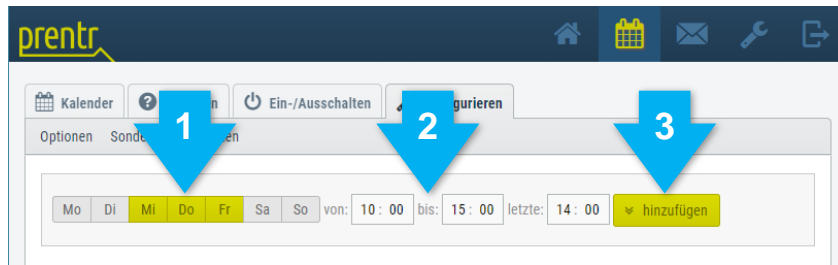 prentr
Kalender n Ein-/Ausschalten gurieren
Optionen Sonde en
1 2 3
Mo Di Mi Do Fr Sa So von: 10 : 00 bis: 15 : 00 letzte: 14 : 00 hinzufügen